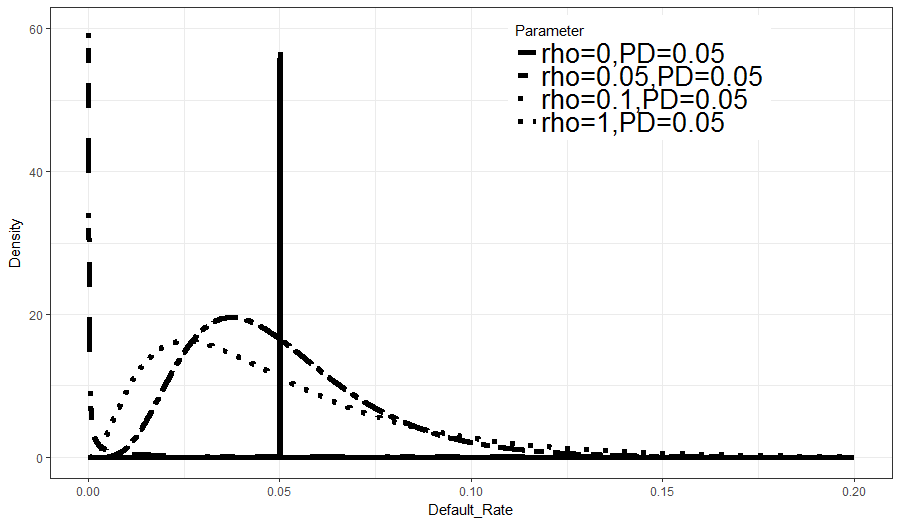 Parameter
rho=0,PD=0.05
rho=0.05,PD=0.05
rho=0.1,PD=0.05
rho=1,PD=0.05
60
40
20
0
Density
0.00 0.05 0.10 0.15 0.20
Default_Rate